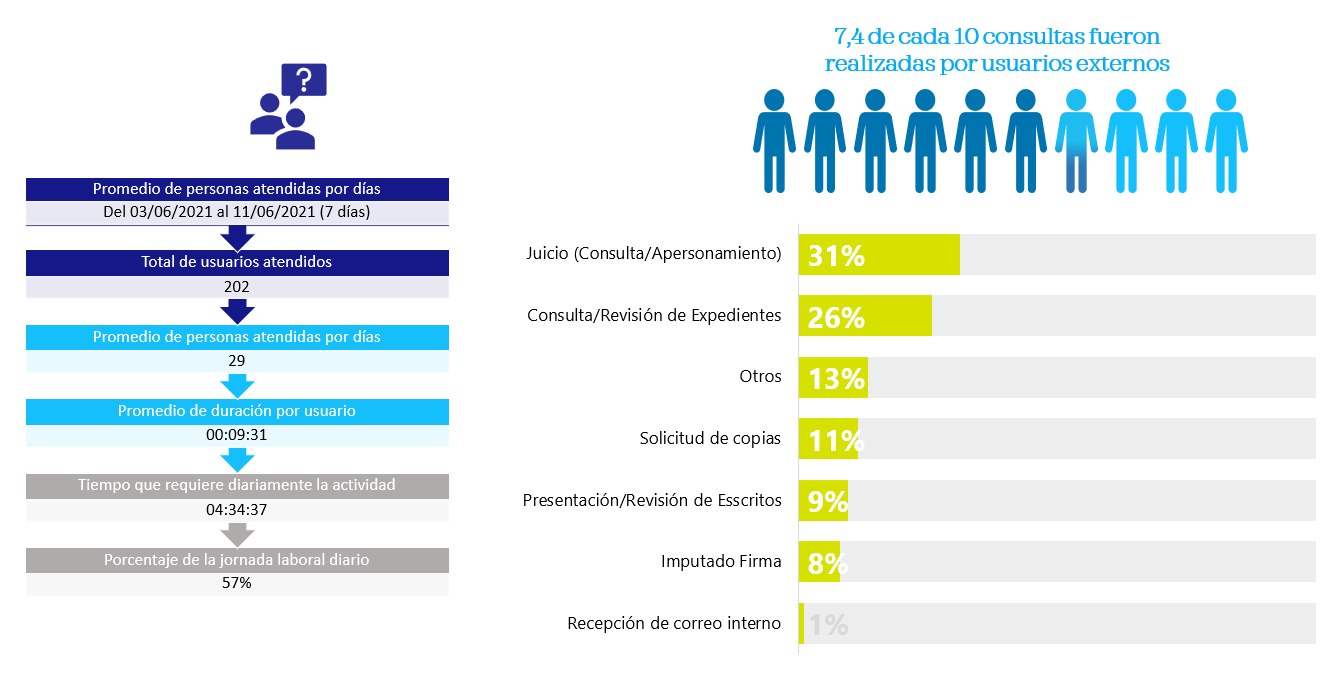 ?
Promedio de personas atendidas por días
Del 03/06/2021 al 11/06/2021 (7 días)
Total de usuarios atendidos
202
Promedio de personas atendidas por días
29
Promedio de duración por usuario
00:09:31
Tiempo que requiere diariamente la actividad
04:34:37
Porcentaje de la jornada laboral diario
57%
7,4 de cada 10 consultas fueron
realizadas por usuarios externos
Juicio (Consulta/Apersonamiento) 31%
Consulta/Revisión de Expedientes 26%
Otros 13%
Solicitud de copias 11%
Presentación/Revisión de Esscritos 9%
Imputado Firma 8%
Recepción de correo interno 1%